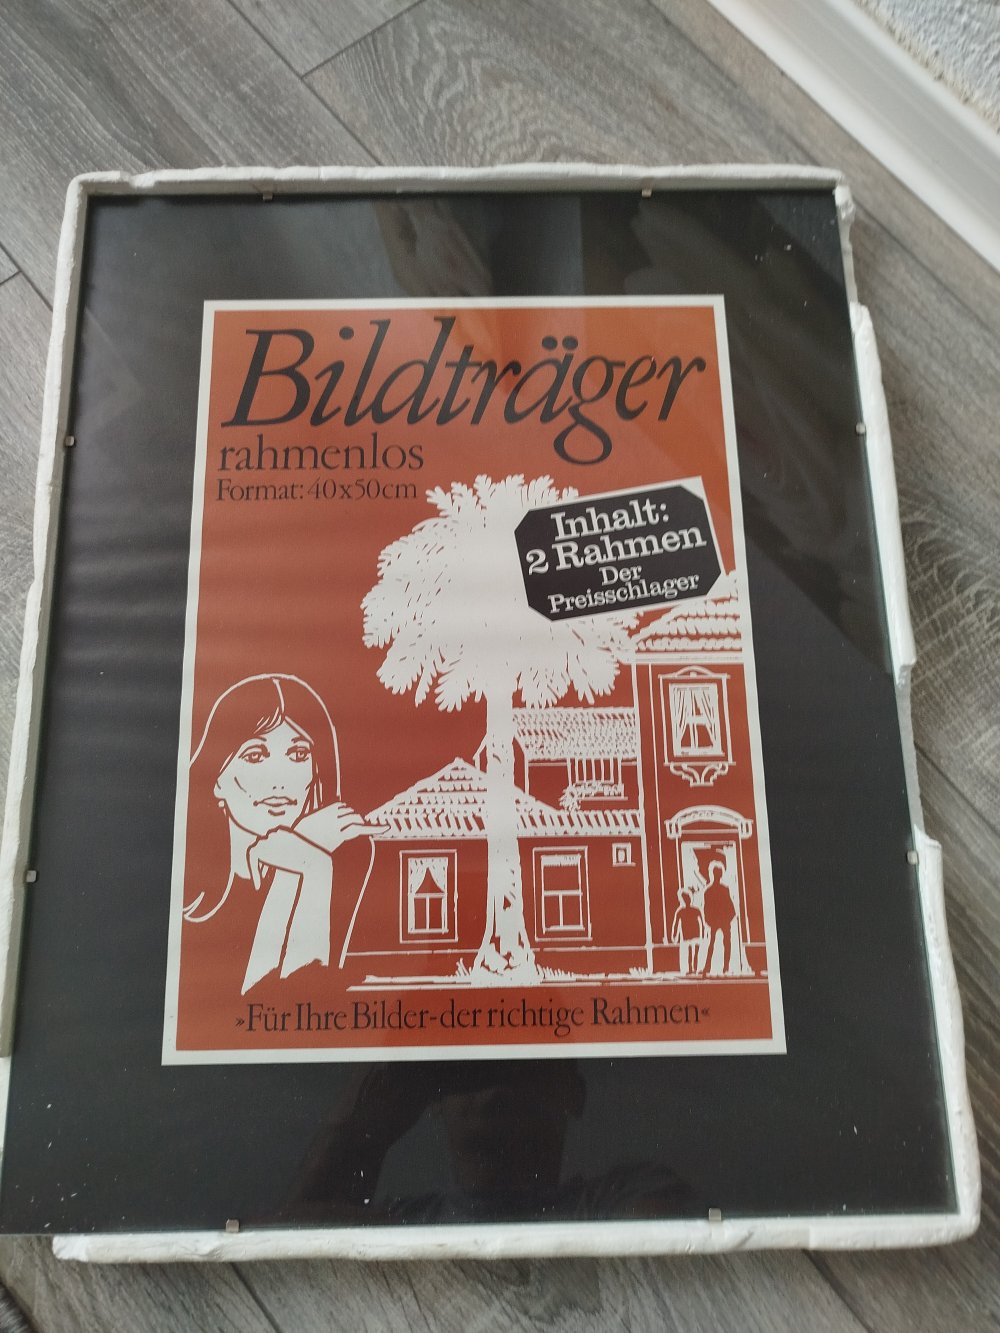 Bildträger
rahmenlos
Format: 40x50cm
Inhalt:
2 Rahmen
Der
Preisschlager
»Für Ihre Bilder-der richtige Rahmen«